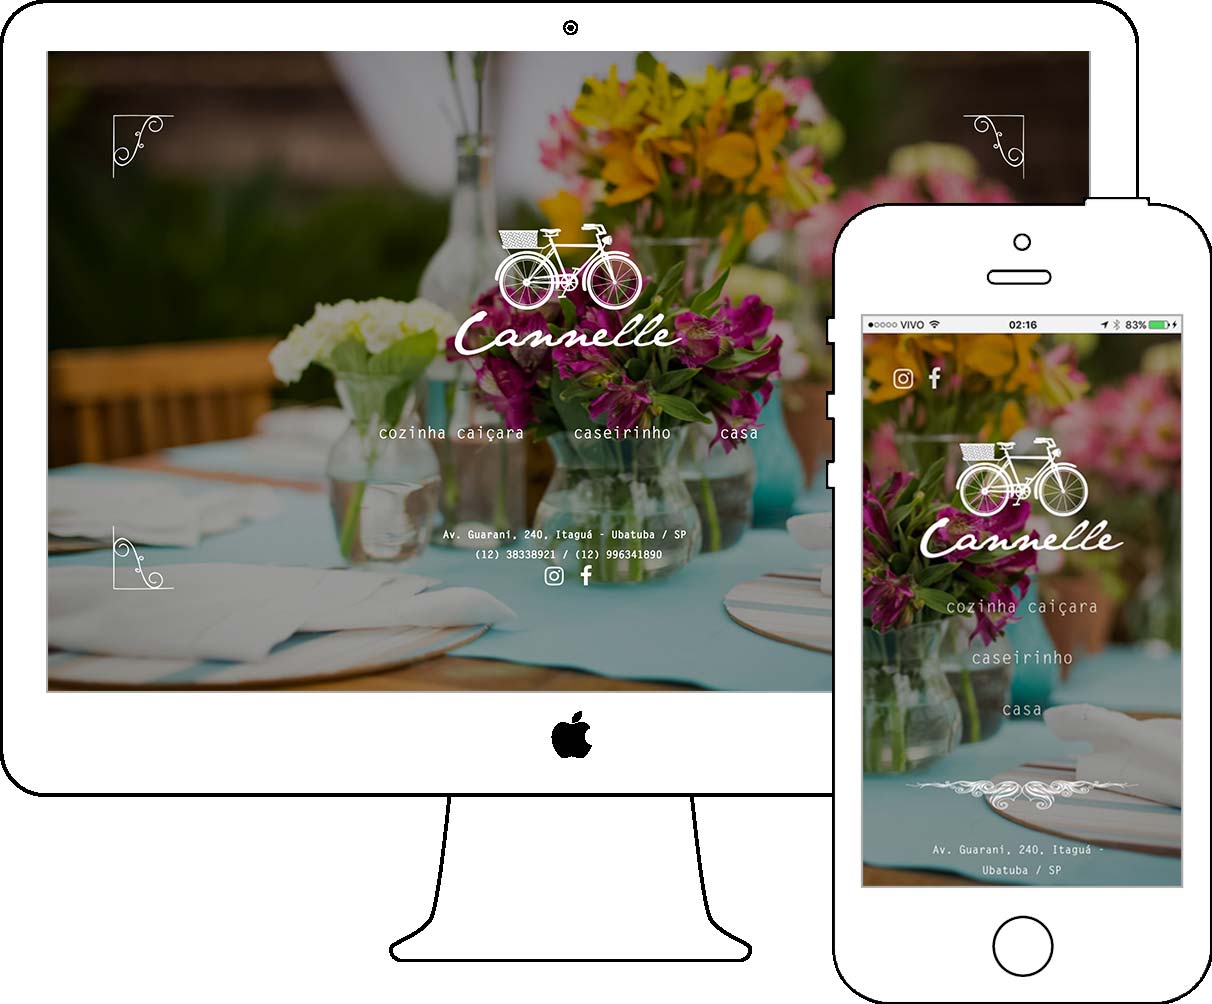 Cannelle
cozinha caiçara caseirinho casa
Av. Guarani, 240, Itaguá - Ubatuba / SP
(12) 38338921 / (12) 996341890
●○○○○ VIVO 02:16 83%
Cannelle
cozinha caiçara
caseirinho
casa
Av. Guarani, 240, Itaguá -
Ubatuba / SP